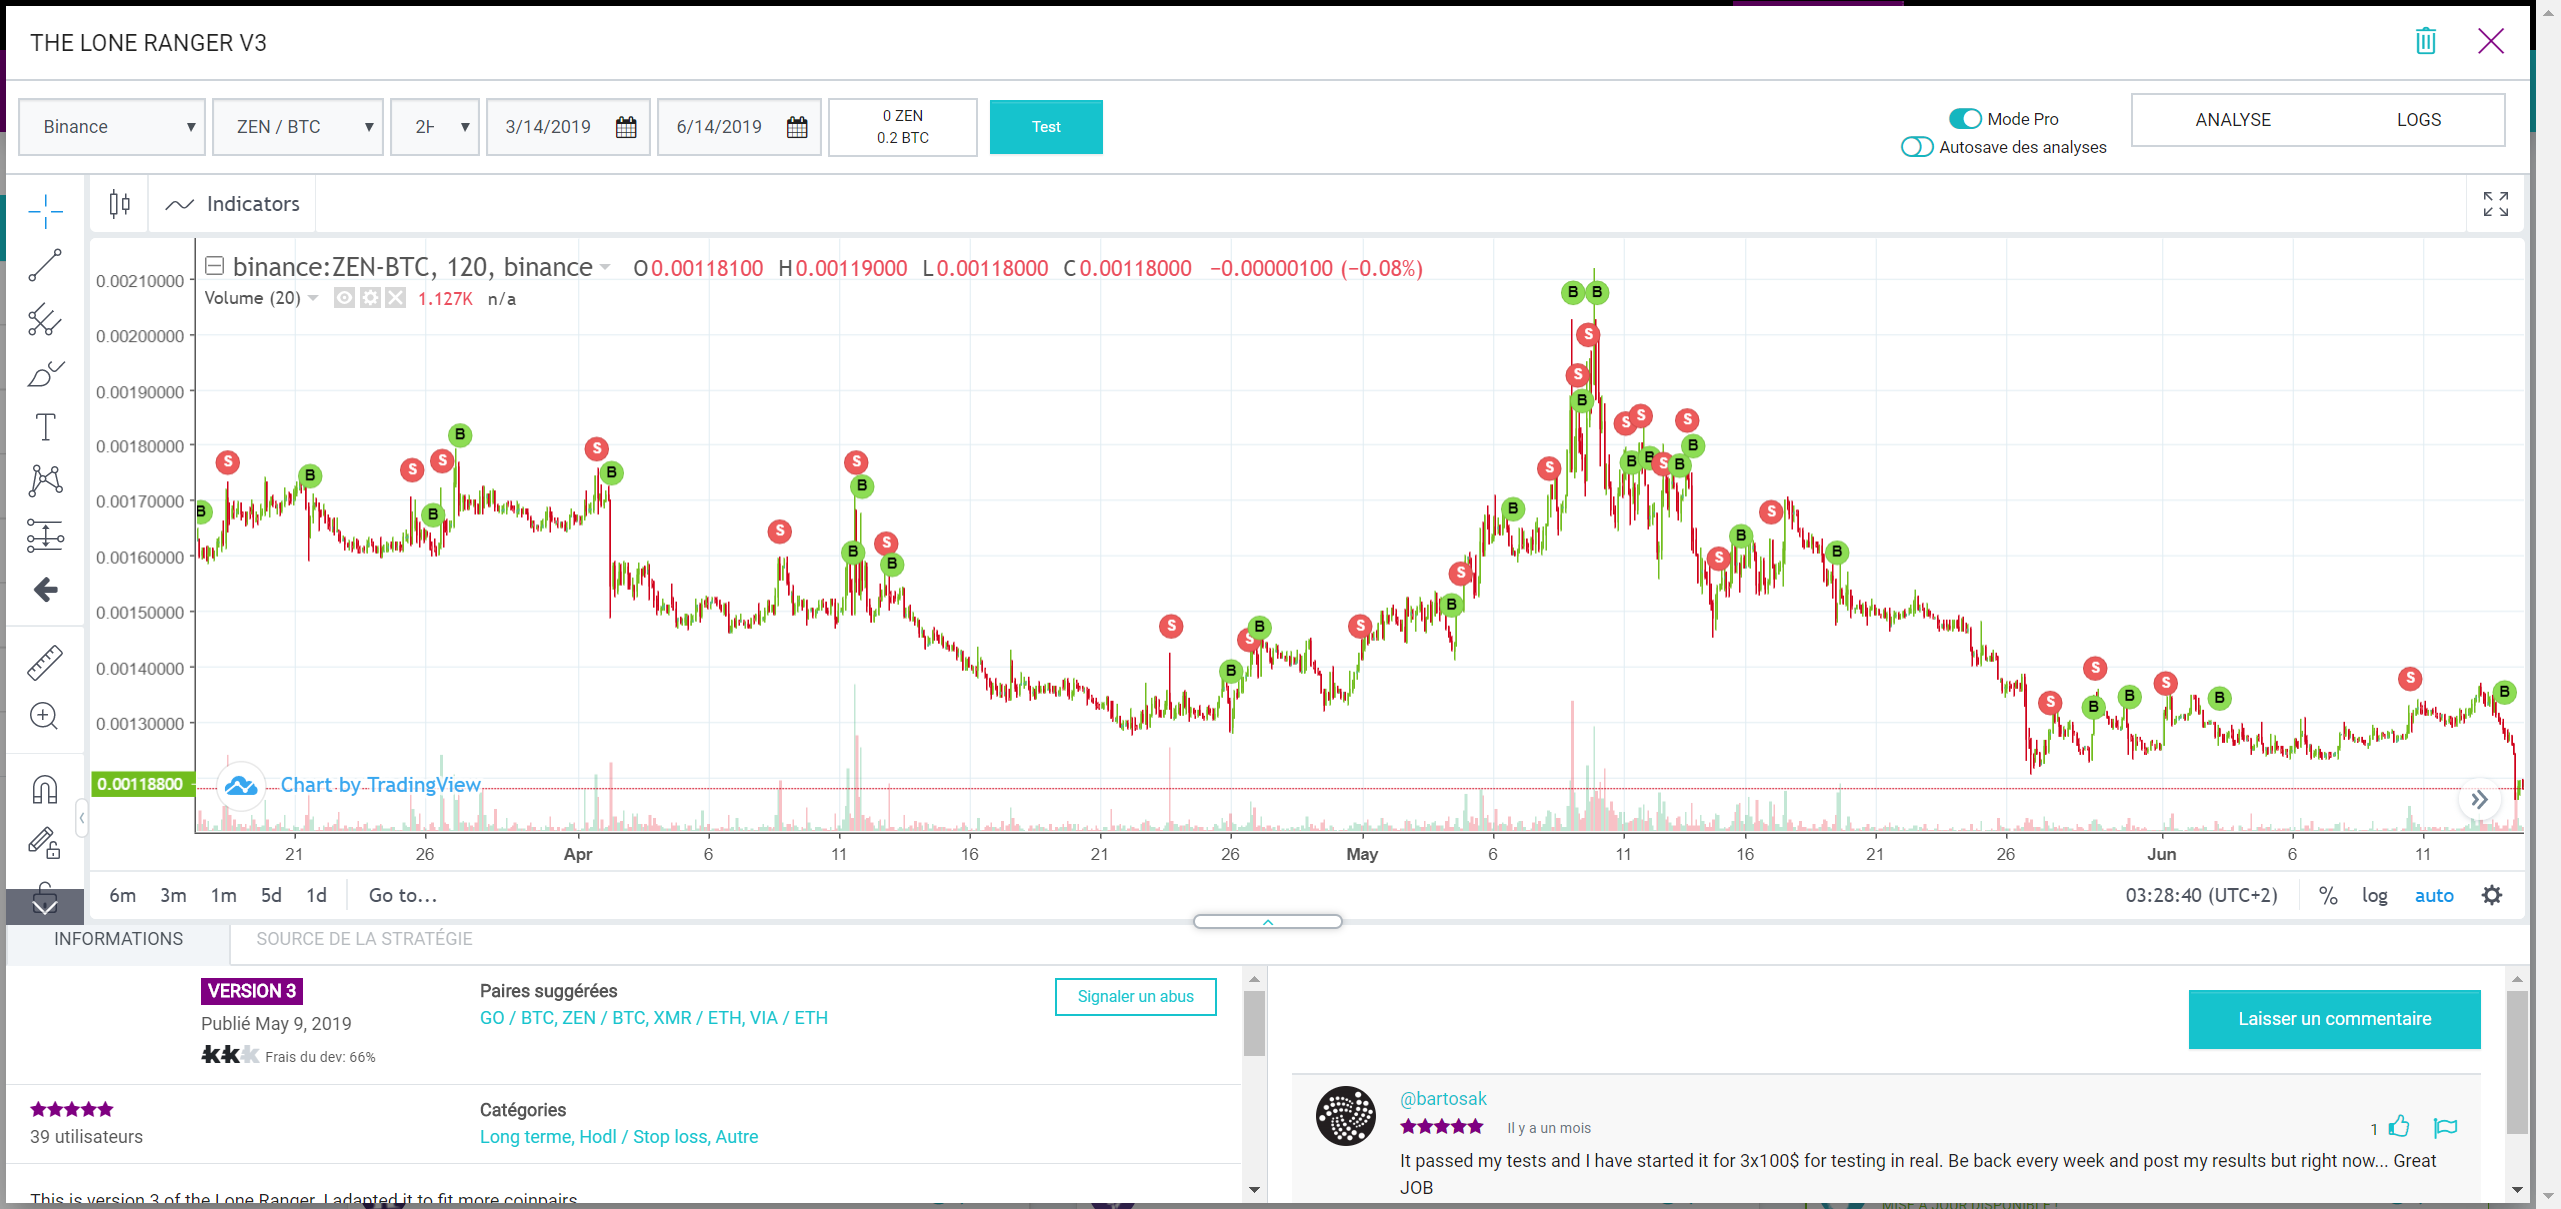 THE LONE RANGER V3
Binance
ZEN / BTC
2H
3/14/2019
6/14/2019
0 ZEN
0.2 BTC
Test
Mode Pro
Autosave des analyses
ANALYSE
LOGS
Indicators
binance:ZEN-BTC, 120, binance O0.00118100 H0.00119000 L0.00118000 C0.00118000 −0.00000100 (−0.08%)
Volume (20) 1.127K n/a
0.00210000
0.00200000
0.00190000
0.00180000
0.00170000
0.00160000
0.00150000
0.00140000
0.00130000
0.00118800
Chart by TradingView
21 26 Apr 6 11 16 21 26 May 6 11 16 21 26 Jun 6 11
6m 3m 1m 5d 1d Go to...
03:28:40 (UTC+2) % log auto
INFORMATIONS
SOURCE DE LA STRATÉGIE
VERSION 3
Publié May 9, 2019
Frais du dev: 66%
Paires suggérées
GO / BTC, ZEN / BTC, XMR / ETH, VIA / ETH
Signaler un abus
39 utilisateurs
Catégories
Long terme, Hodl / Stop loss, Autre
This is version 3 of the Lone Ranger. I adapted it to fit more coinpairs
Laisser un commentaire
@bartosak
Il y a un mois
1
It passed my tests and I have started it for 3x100$ for testing in real. Be back every week and post my results but right now... Great
JOB
MISE À JOUR DISPONIBLE !